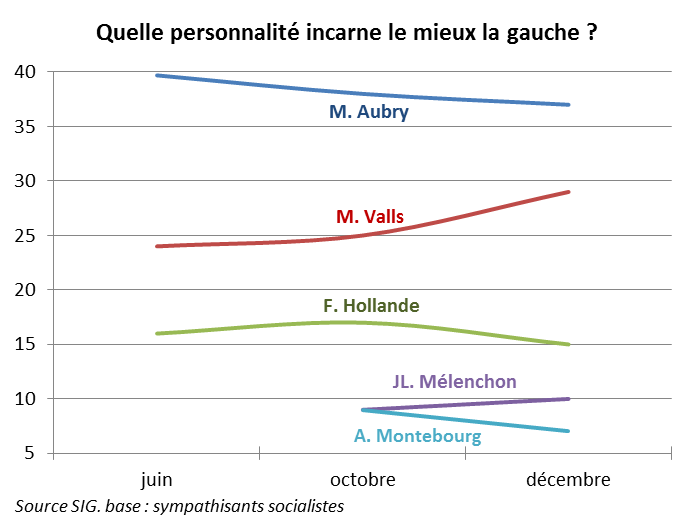 Quelle personnalité incarne le mieux la gauche ?
40
M. Aubry
35
30
M. Valls
25
20
F. Hollande
15
JL. Mélenchon
10
A. Montebourg
5
juin octobre décembre
Source SIG. base : sympathisants socialistes